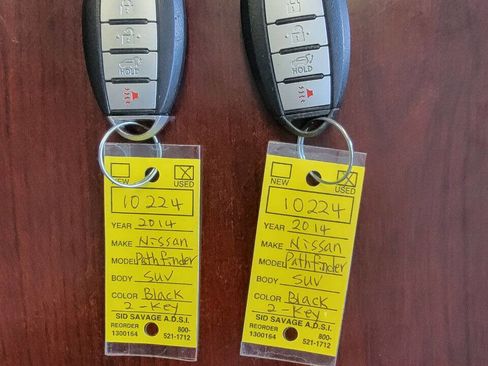 HOLD
HOLD
NEW USED
10224
YEAR 2014
MAKE Nissan
MODEL Pathfinder
BODY SUV
COLOR Black
2-Key
SID SAVAGE A.D.S.I.
REORDER 800-
1300164 521-1712
NEW USED
10224
YEAR 2014
MAKE Nissan
MODEL Pathfinder
BODY SUV
COLOR Black
2-Key
SID SAVAGE A.D.S.I.
REORDER 800-
1300164 521-1712